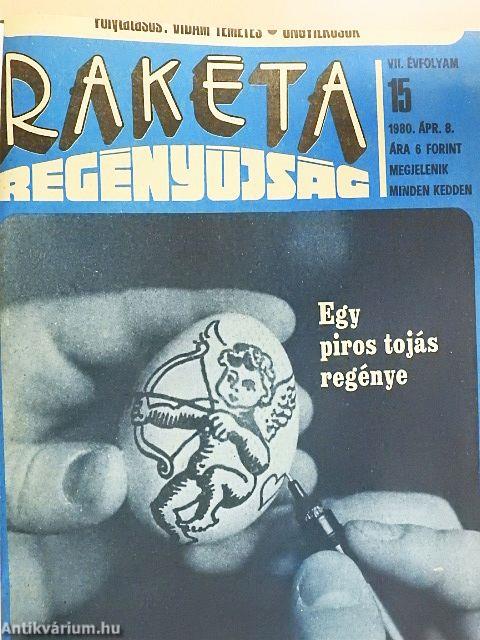 Folytatásos: VIDÁM TEMETÉS • ÖNGYILKOSOK
RAKÉTA
REGÉNYÚJSÁG
VII. ÉVFOLYAM
15
1980. ÁPR. 8.
ÁRA 6 FORINT
MEGJELENIK
MINDEN KEDDEN
Egy
piros tojás
regénye
Antikvárium.hu